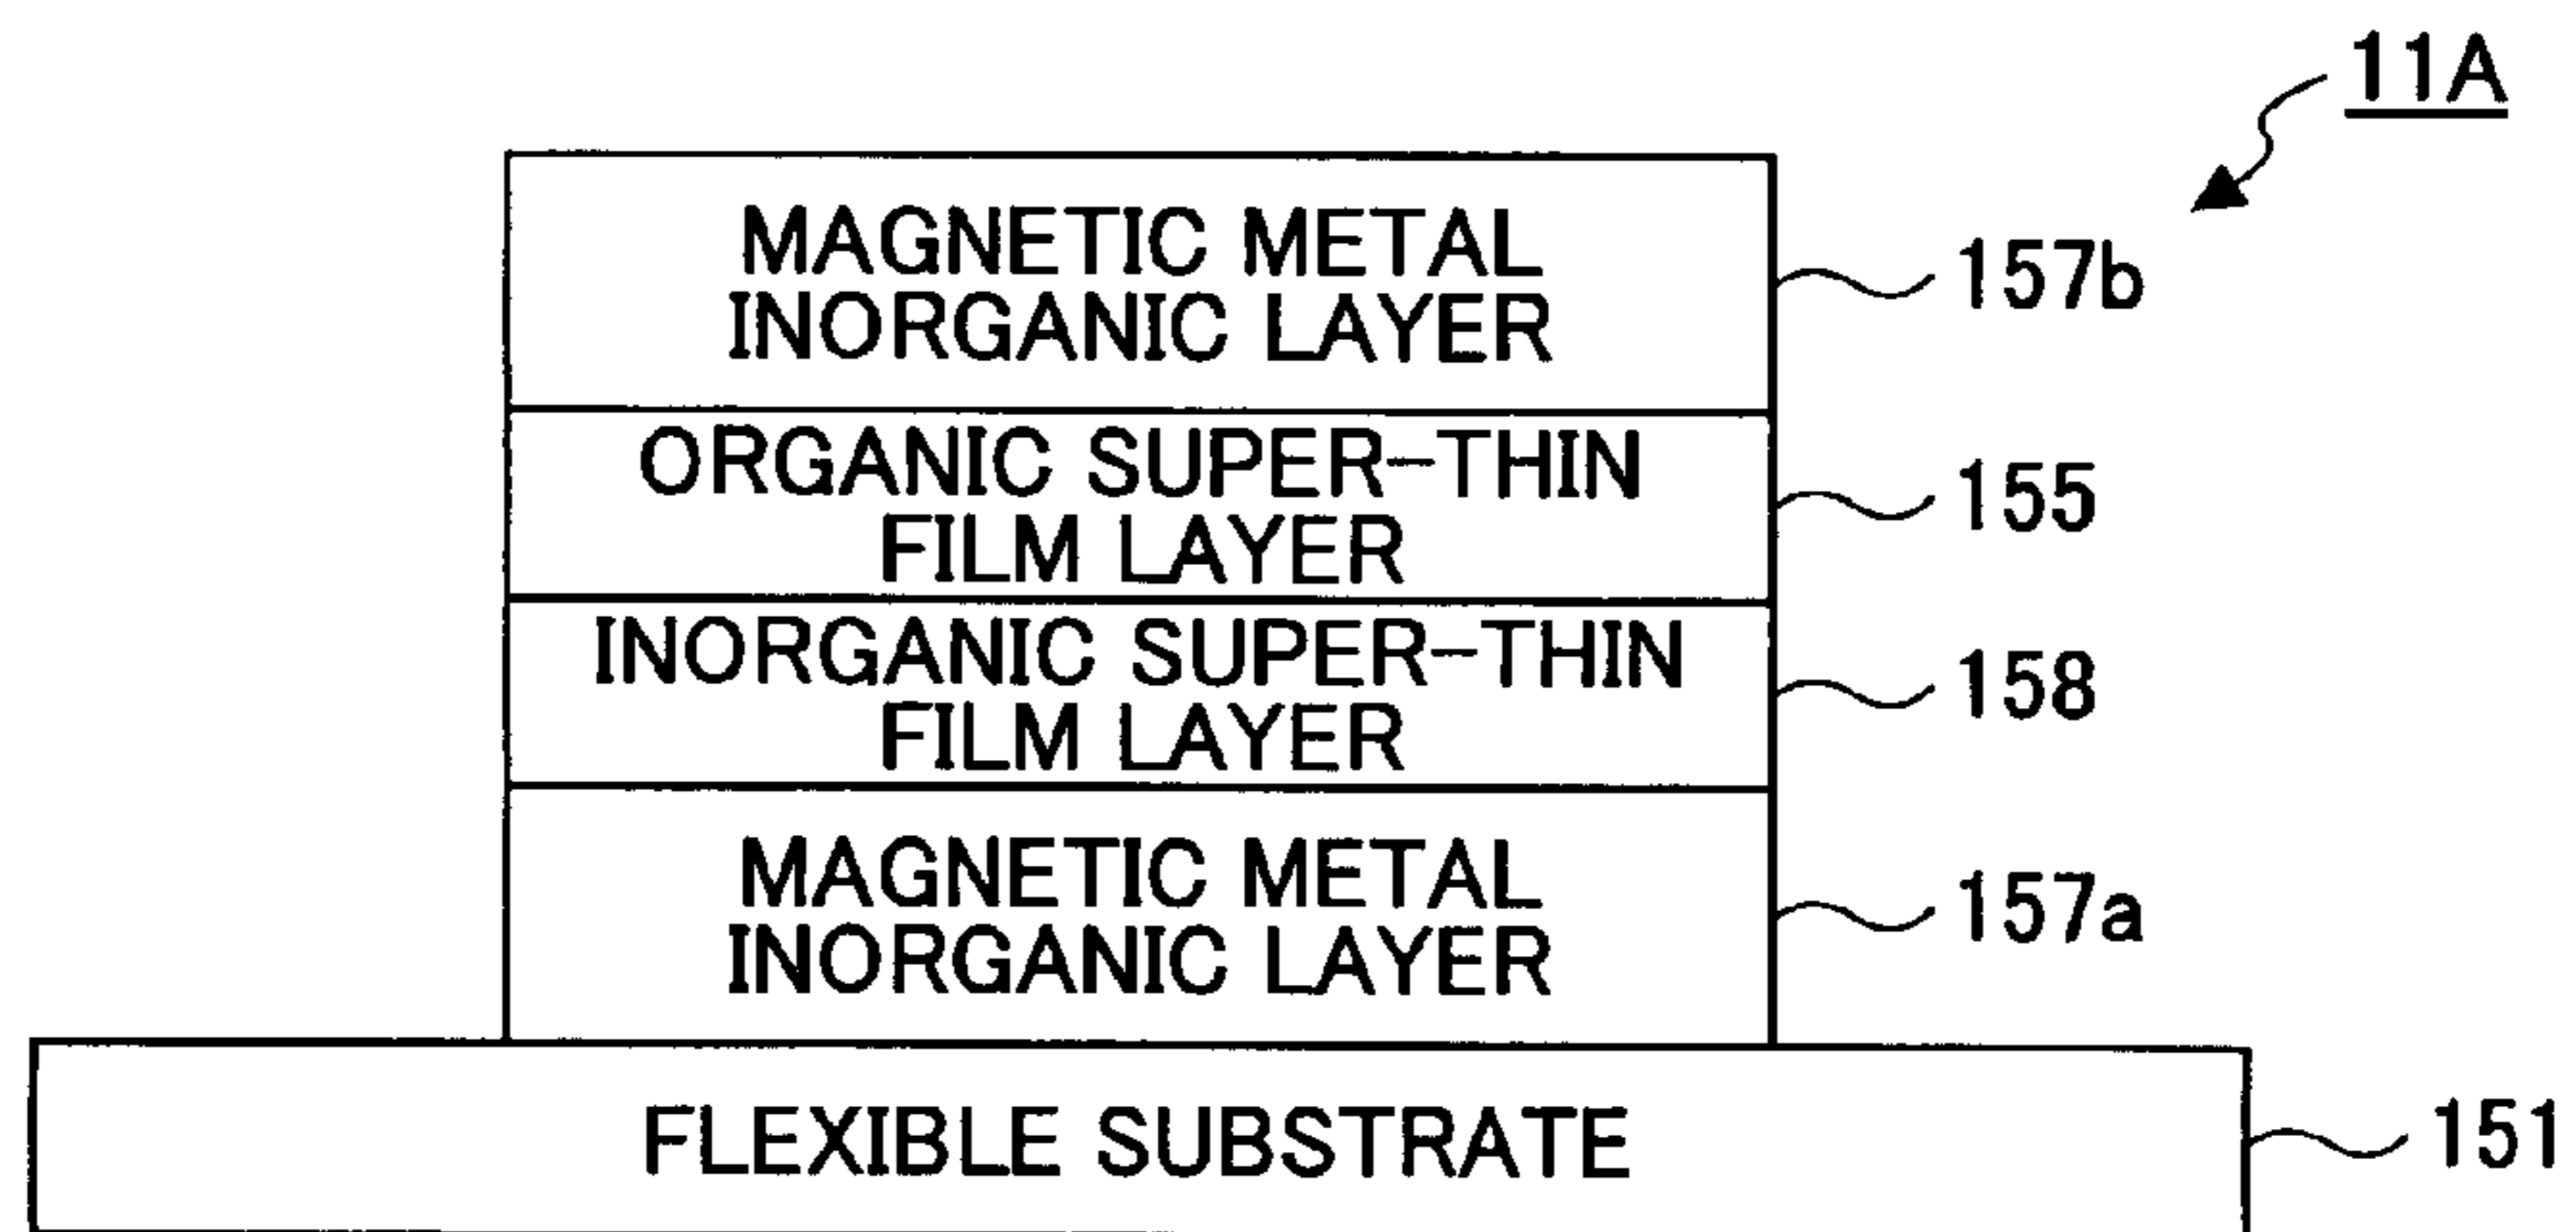 11A
MAGNETIC METAL
INORGANIC LAYER
157b
ORGANIC SUPER-THIN
FILM LAYER
155
INORGANIC SUPER-THIN
FILM LAYER
158
MAGNETIC METAL
INORGANIC LAYER
157a
FLEXIBLE SUBSTRATE
151